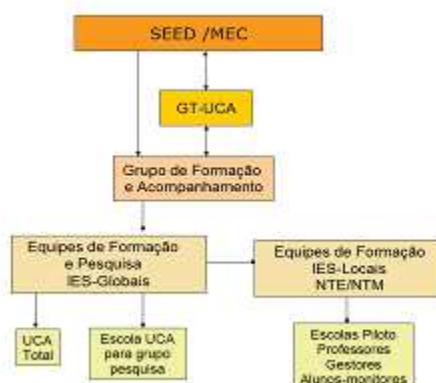 SEED /MEC
GT-UCA
Grupo de Formação
e Acompanhamento
Equipes de Formação
e Pesquisa
IES-Globais
Equipes de Formação
IES-Locais
NTE/NTM
UCA
Total
Escola UCA
para grupo
pesquisa
Escolas Piloto
Professores
Gestores
Alunos-monitores